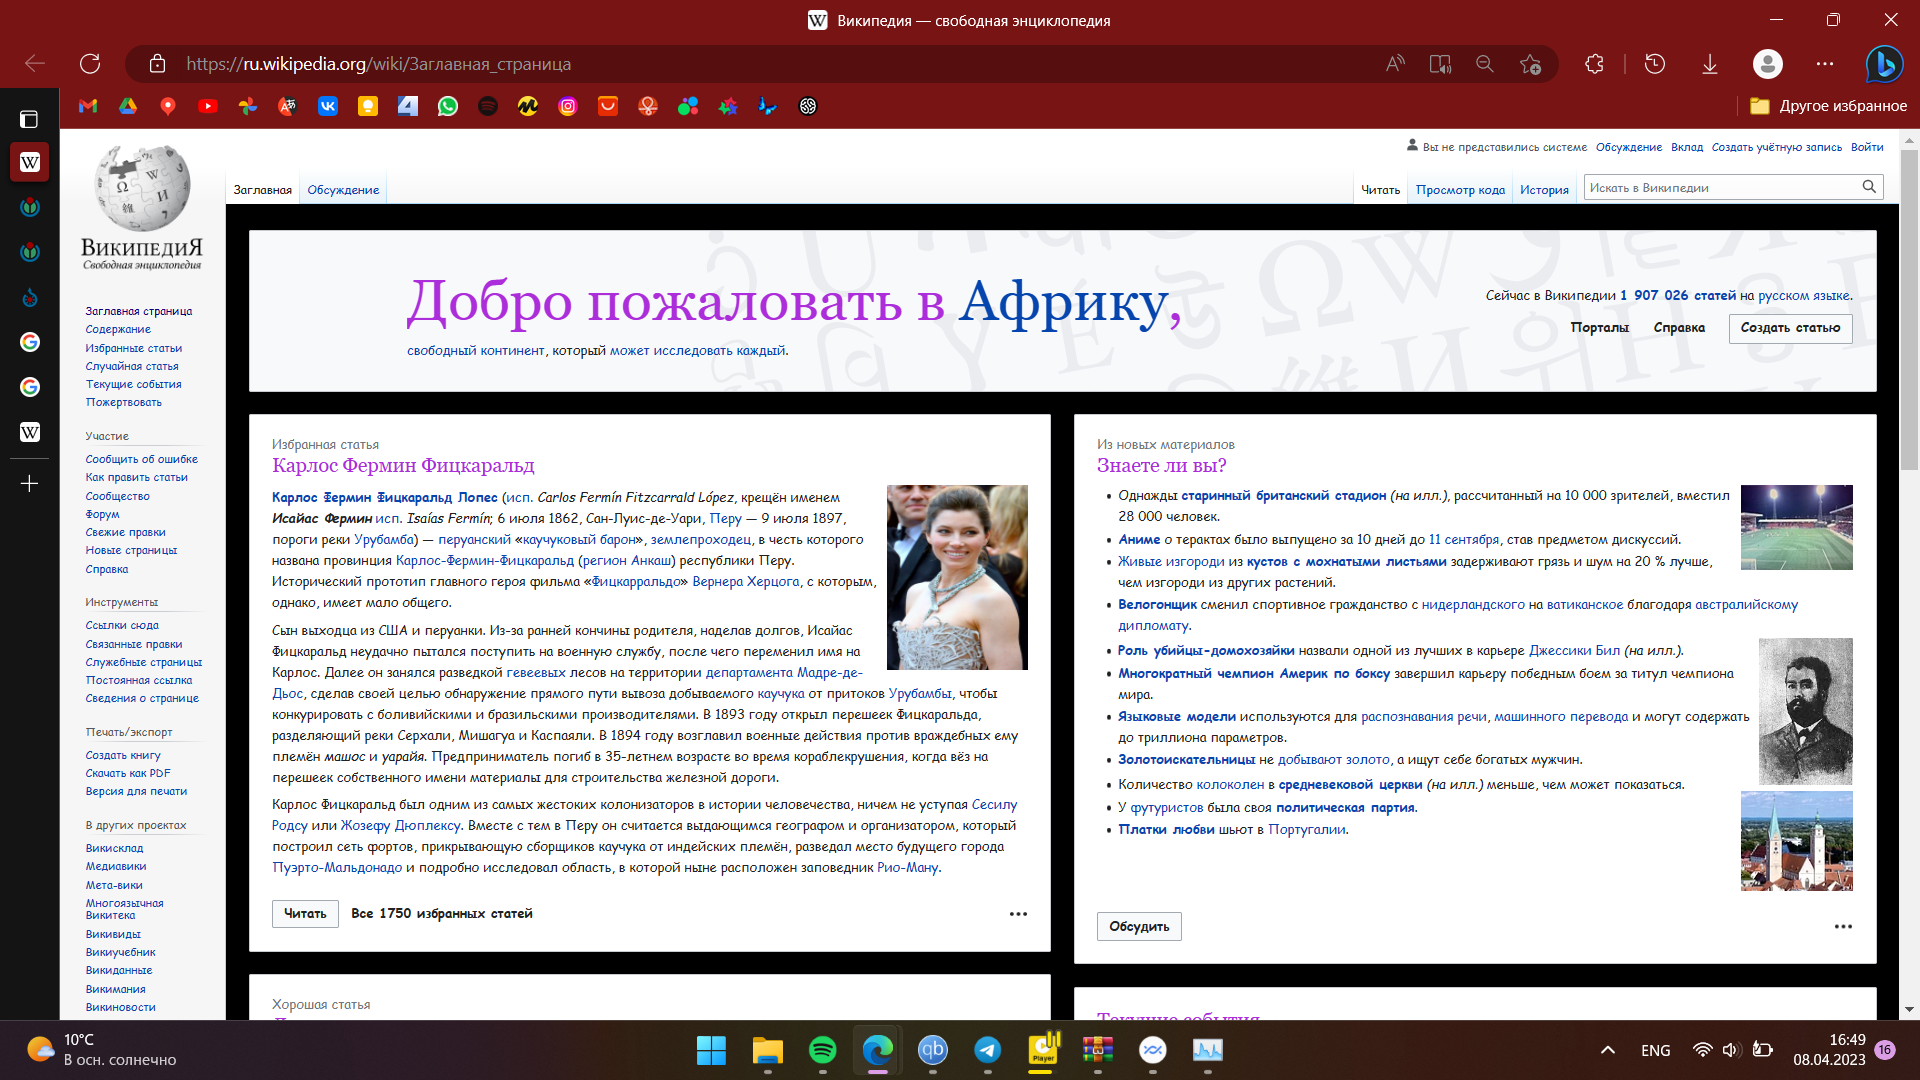 Википедия — свободная энциклопедия
https://ru.wikipedia.org/wiki/Заглавная_страница
Другое избранное
ВикипедиЯ
Свободная энциклопедия
Вы не представились системе Обсуждение Вклад Создать учётную запись Войти
Заглавная Обсуждение Читать Просмотр кода История Искать в Википедии
Заглавная страница
Содержание
Избранные статьи
Случайная статья
Текущие события
Пожертвовать
Участие
Сообщить об ошибке
Как править статьи
Сообщество
Форум
Свежие правки
Новые страницы
Справка
Инструменты
Ссылки сюда
Связанные правки
Служебные страницы
Постоянная ссылка
Сведения о странице
Печать/экспорт
Создать книгу
Скачать как PDF
Версия для печати
В других проектах
Викисклад
Медиавики
Мета-вики
Многоязычная
Викитека
Викивиды
Викиучебник
Викиданные
Викимания
Викиновости
Добро пожаловать в Африку,
свободный континент, который может исследовать каждый.
Сейчас в Википедии 1 907 026 статей на русском языке.
Порталы Справка Создать статью
Избранная статья
Карлос Фермин Фицкаральд
Карлос Фермин Фицкаральд Лопес (исп. Carlos Fermín Fitzcarrald López, крещён именем
Исайас Фермин исп. Isaías Fermín; 6 июля 1862, Сан-Луис-де-Уари, Перу — 9 июля 1897,
пороги реки Урубамба) — перуанский «каучуковый барон», землепроходец, в честь которого
названа провинция Карлос-Фермин-Фицкаральд (регион Анкаш) республики Перу.
Исторический прототип главного героя фильма «Фицкарральдо» Вернера Херцога, с которым,
однако, имеет мало общего.
Сын выходца из США и перуанки. Из-за ранней кончины родителя, наделав долгов, Исайас
Фицкаральд неудачно пытался поступить на военную службу, после чего переменил имя на
Карлос. Далее он занялся разведкой гевеевых лесов на территории департамента Мадре-де-
Дьос, сделав своей целью обнаружение прямого пути вывоза добываемого каучука от притоков Урубамбы, чтобы
конкурировать с боливийскими и бразильскими производителями. В 1893 году открыл перешеек Фицкаральда,
разделяющий реки Серхали, Мишагуа и Каспаяли. В 1894 году возглавил военные действия против враждебных ему
племён машос и уарайя. Предприниматель погиб в 35-летнем возрасте во время кораблекрушения, когда вёз на
перешеек собственного имени материалы для строительства железной дороги.
Карлос Фицкаральд был одним из самых жестоких колонизаторов в истории человечества, ничем не уступая Сесилу
Родсу или Жозефу Дюплексу. Вместе с тем в Перу он считается выдающимся географом и организатором, который
построил сеть фортов, прикрывающую сборщиков каучука от индейских племён, разведал место будущего города
Пуэрто-Мальдонадо и подробно исследовал область, в которой ныне расположен заповедник Рио-Ману.
Читать Все 1750 избранных статей
Хорошая статья
Из новых материалов
Знаете ли вы?
Однажды старинный британский стадион (на илл.), рассчитанный на 10 000 зрителей, вместил
28 000 человек.
Аниме о терактах было выпущено за 10 дней до 11 сентября, став предметом дискуссий.
Живые изгороди из кустов с мохнатыми листьями задерживают грязь и шум на 20 % лучше,
чем изгороди из других растений.
Велогонщик сменил спортивное гражданство с нидерландского на ватиканское благодаря австралийскому
дипломату.
Роль убийцы-домохозяйки назвали одной из лучших в карьере Джессики Бил (на илл.).
Многократный чемпион Америк по боксу завершил карьеру победным боем за титул чемпиона
мира.
Языковые модели используются для распознавания речи, машинного перевода и могут содержать
до триллиона параметров.
Золотоискательницы не добывают золото, а ищут себе богатых мужчин.
Количество колоколен в средневековой церкви (на илл.) меньше, чем может показаться.
У футуристов была своя политическая партия.
Платки любви шьют в Португалии.
Обсудить
Текущие события
10°C
В осн. солнечно
ENG
16:49
08.04.2023
16